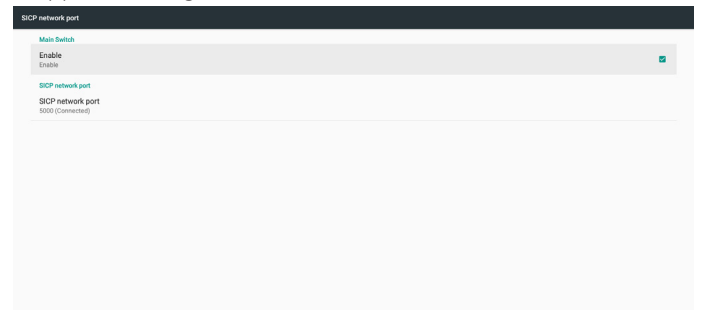 SICP network port
Main Switch
Enable
Enable
SICP network port
SICP network port
5000 (Connected)